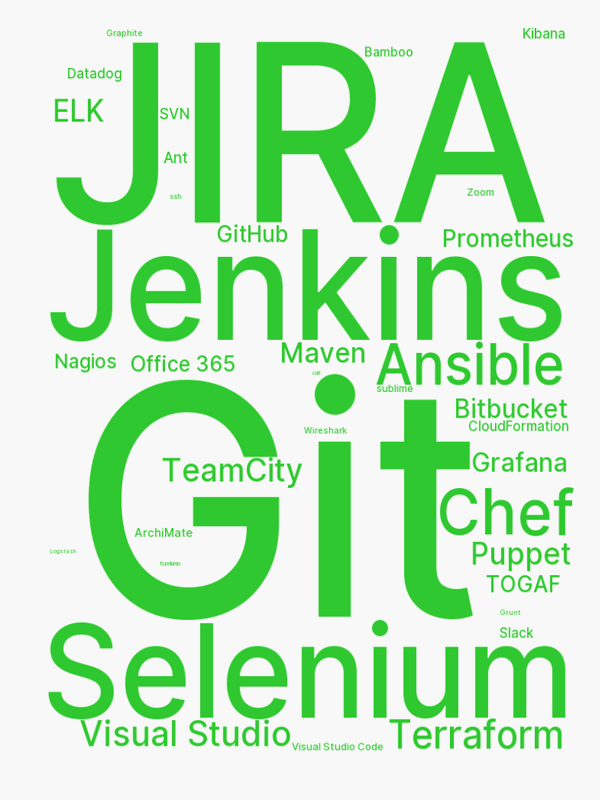 Graphite
Kibana
JIRA
Bamboo
Datadog
ELK
SVN
Ant
ssh
Zoom
GitHub
Prometheus
Jenkins
Nagios
Office 365
Maven
Ansible
curl
sublime
Git
Bitbucket
CloudFormation
Wireshark
TeamCity
Grafana
Chef
ArchiMate
Logstash
tcpdump
Puppet
TOGAF
Grunt
Slack
Selenium
Visual Studio
Visual Studio Code
Terraform